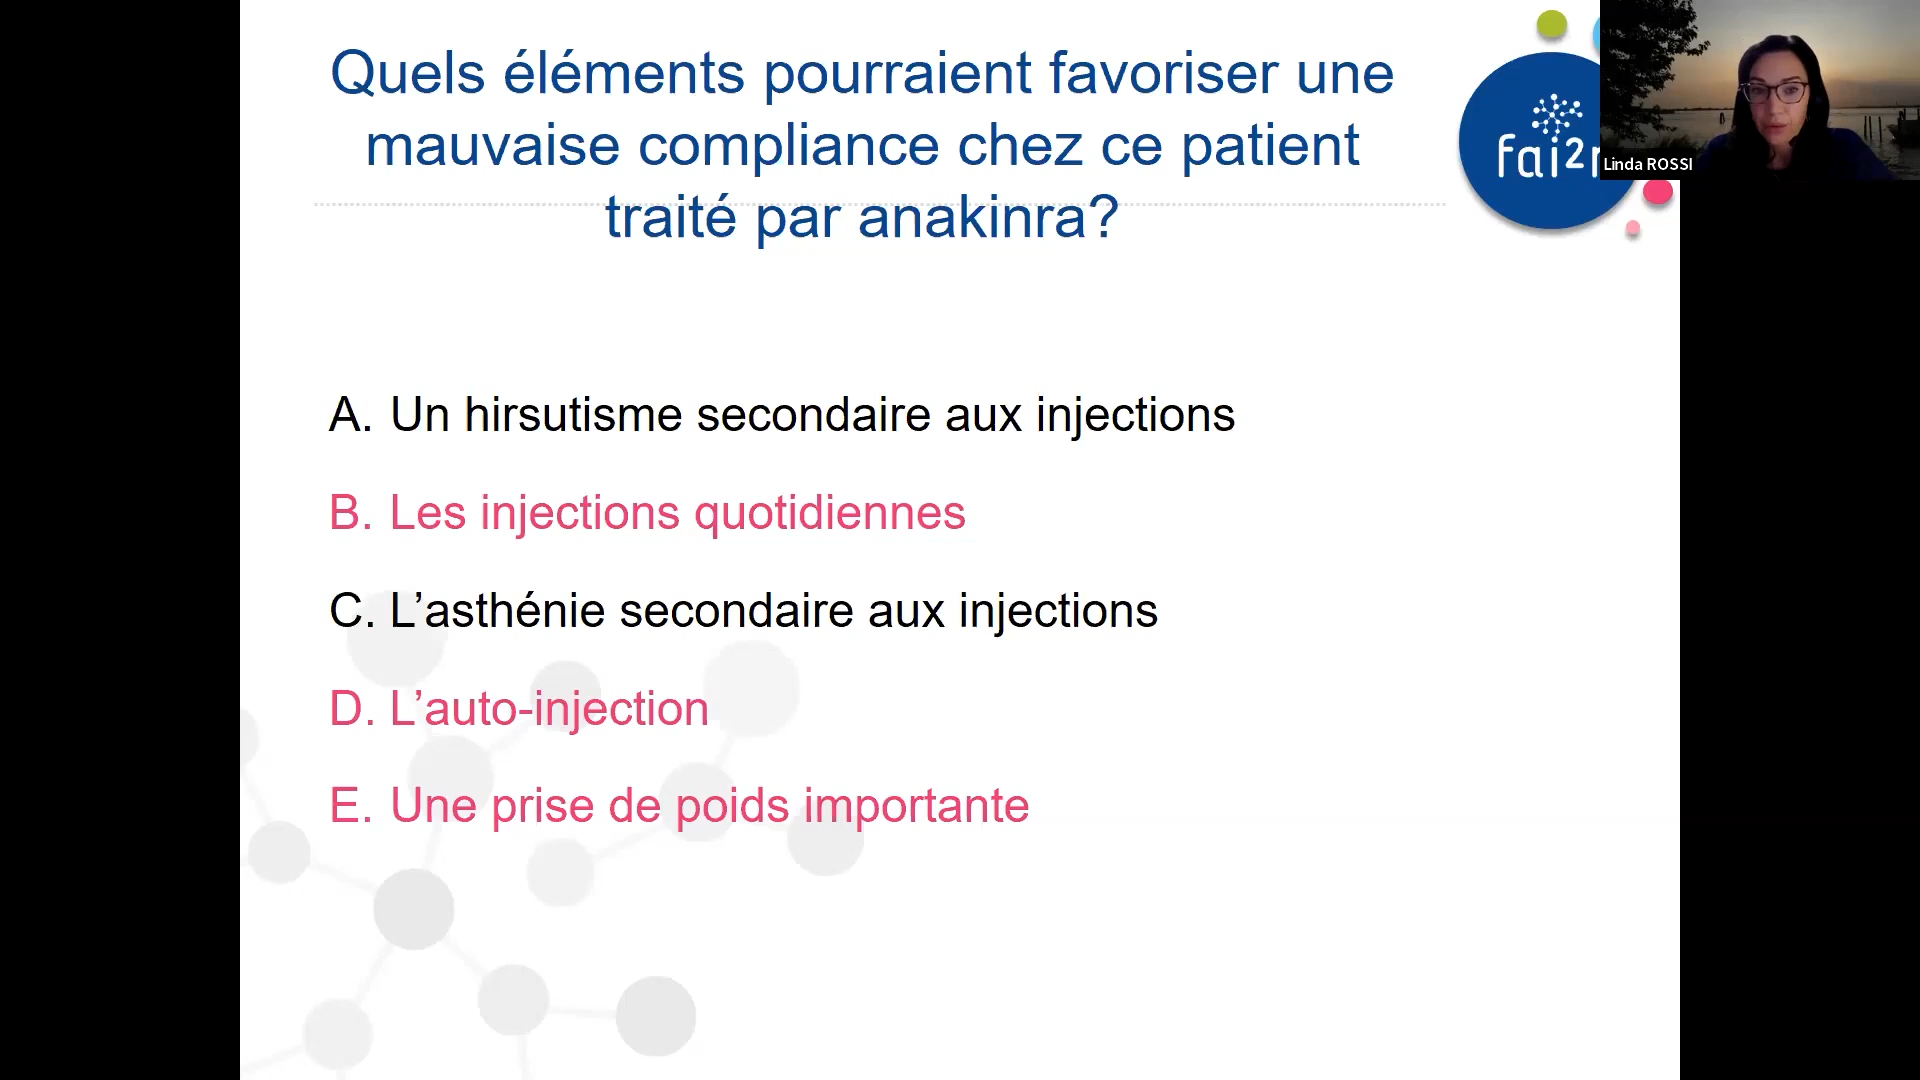 Quels éléments pourraient favoriser une
mauvaise compliance chez ce patient
traité par anakinra?
fai2
Linda ROSSI
A. Un hirsutisme secondaire aux injections
B. Les injections quotidiennes
C. L’asthénie secondaire aux injections
D. L’auto-injection
E. Une prise de poids importante